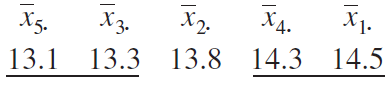 x̅5. x̅3. x̅2. x̅4. x̅1.
13.1 13.3 13.8 14.3 14.5